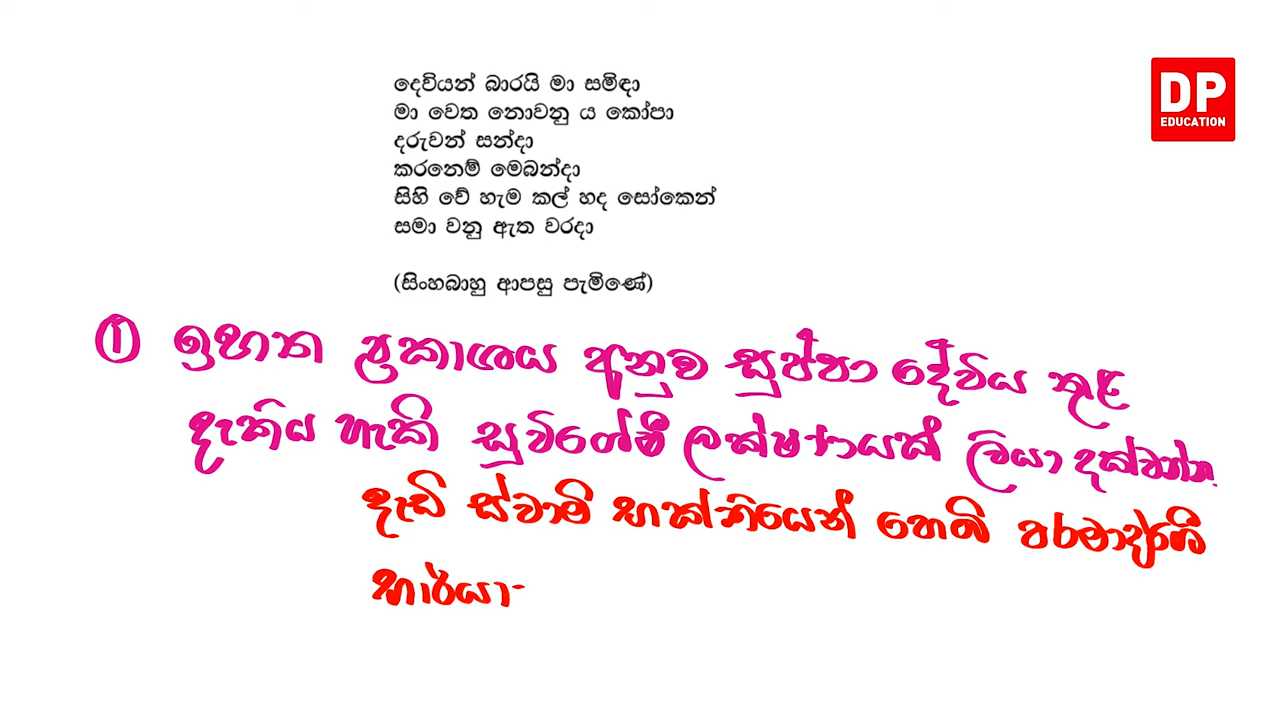 DP
EDUCATION
දෙවියන් බාරයි මා සමිඳා
මා වෙත නොවනු ය කෝපා
දරුවන් සන්දා
කරනෙමි මෙබන්දා
සිහි වේ හැම කල් හද සෝකෙන්
සමා වනු ඇත වරදා
(සිංහබාහු ආපසු පැමිණේ)
① ඉහත ප්‍රකාශය අනුව සුප්පා දේවිය තුළ
දැකිය හැකි සුවිශේෂී ලක්ෂණයක් ලියා දක්වන්න.
දැඩි ස්වාමි භක්තියෙන් හෙබි පරමාදර්ශී
භාර්යා